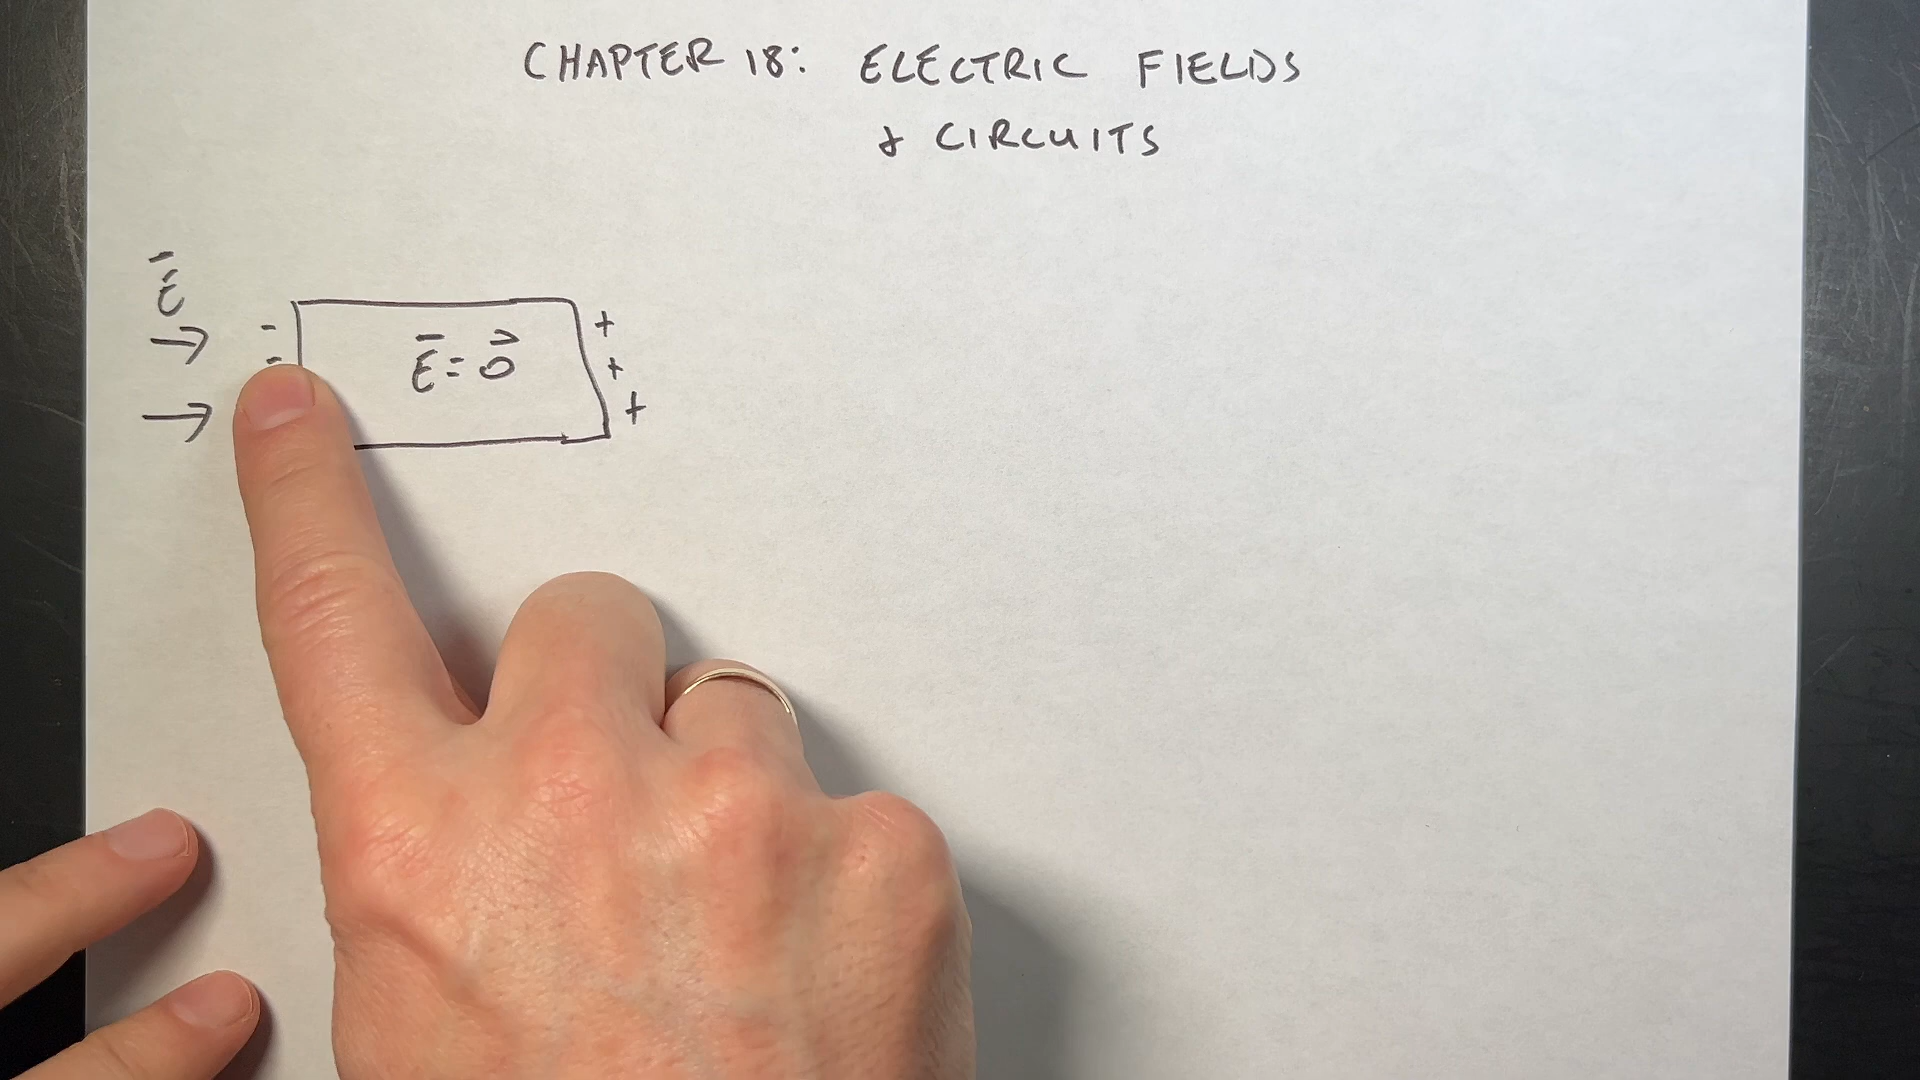 CHAPTER 18: ELECTRIC FIELDS
& CIRCUITS
Ē
→ - + 
- Ē = 0⃗ +
→ +